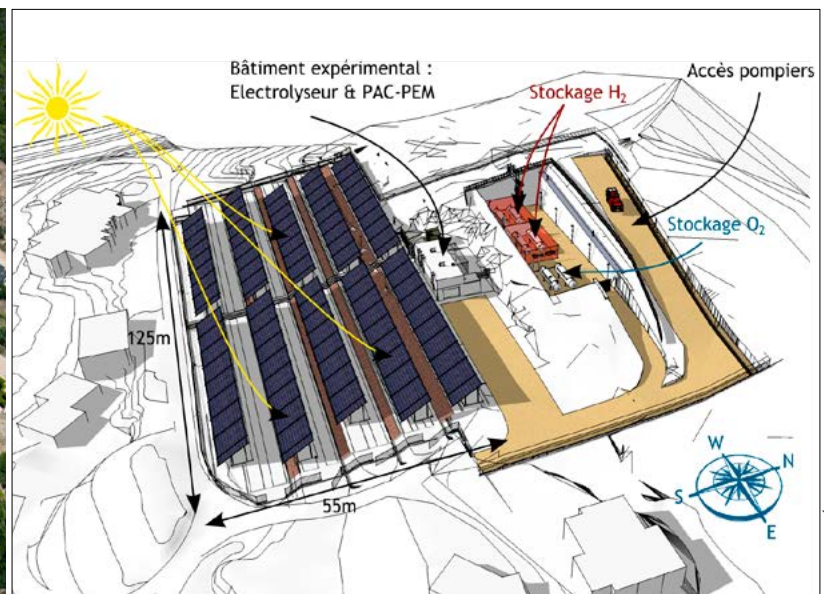 Bâtiment expérimental :
Electrolyseur & PAC-PEM
Stockage H₂
Accès pompiers
Stockage O₂
125m
55m
W
N
S
E